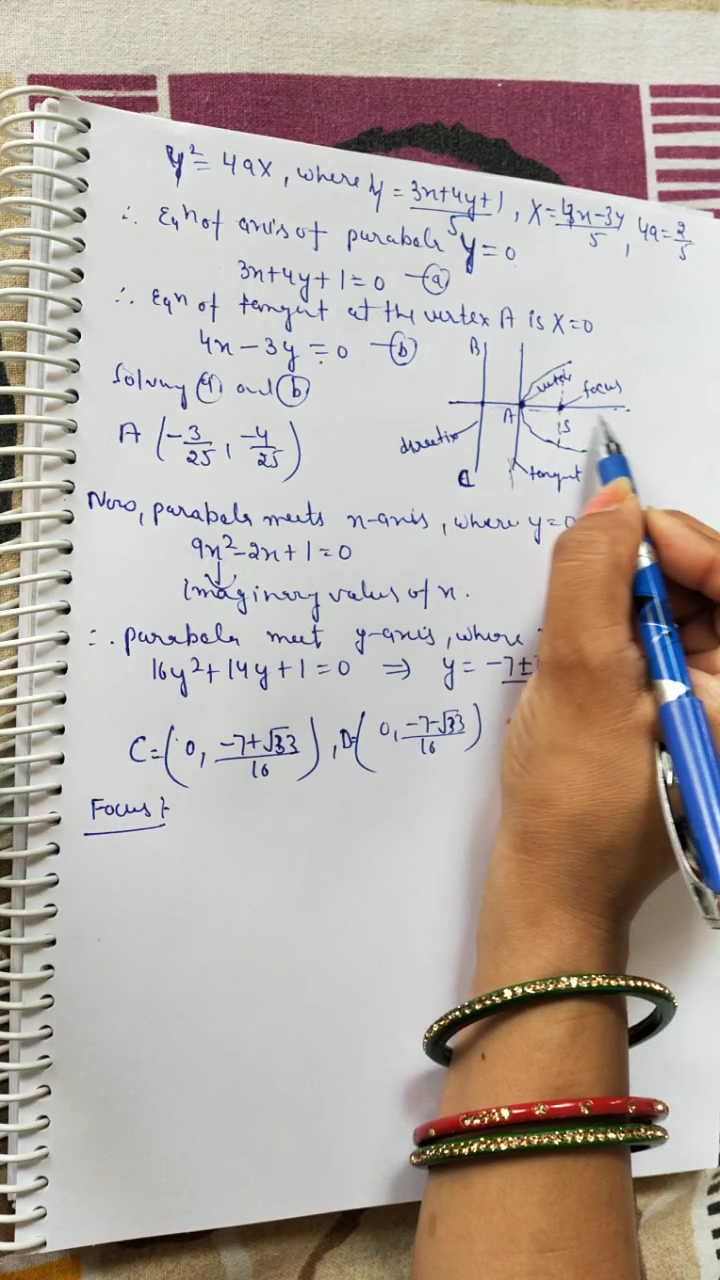 y² = 4ax, where y = (3x+4y+1)/5, X = (4x-3y)/5, 4a = 2/5
∴ Eqn of axis of parabola y = 0
3x+4y+1 = 0 —(a)
∴ Eqn of tangent at the vertex A is X = 0
4x-3y = 0 —(b)
Solving (a) and (b)
A (-3/25, -4/25)
B
A
focus
S
directrix
tangent
Now, parabola meets x-axis, where y = 0
9x²-2x+1 = 0
↓
imaginary values of x.
∴ parabola meet y-axis, where
16y²+14y+1 = 0 ⇒ y = -7±
C = (0, (-7+√33)/16), D = (0, (-7-√33)/16)
Focus :-